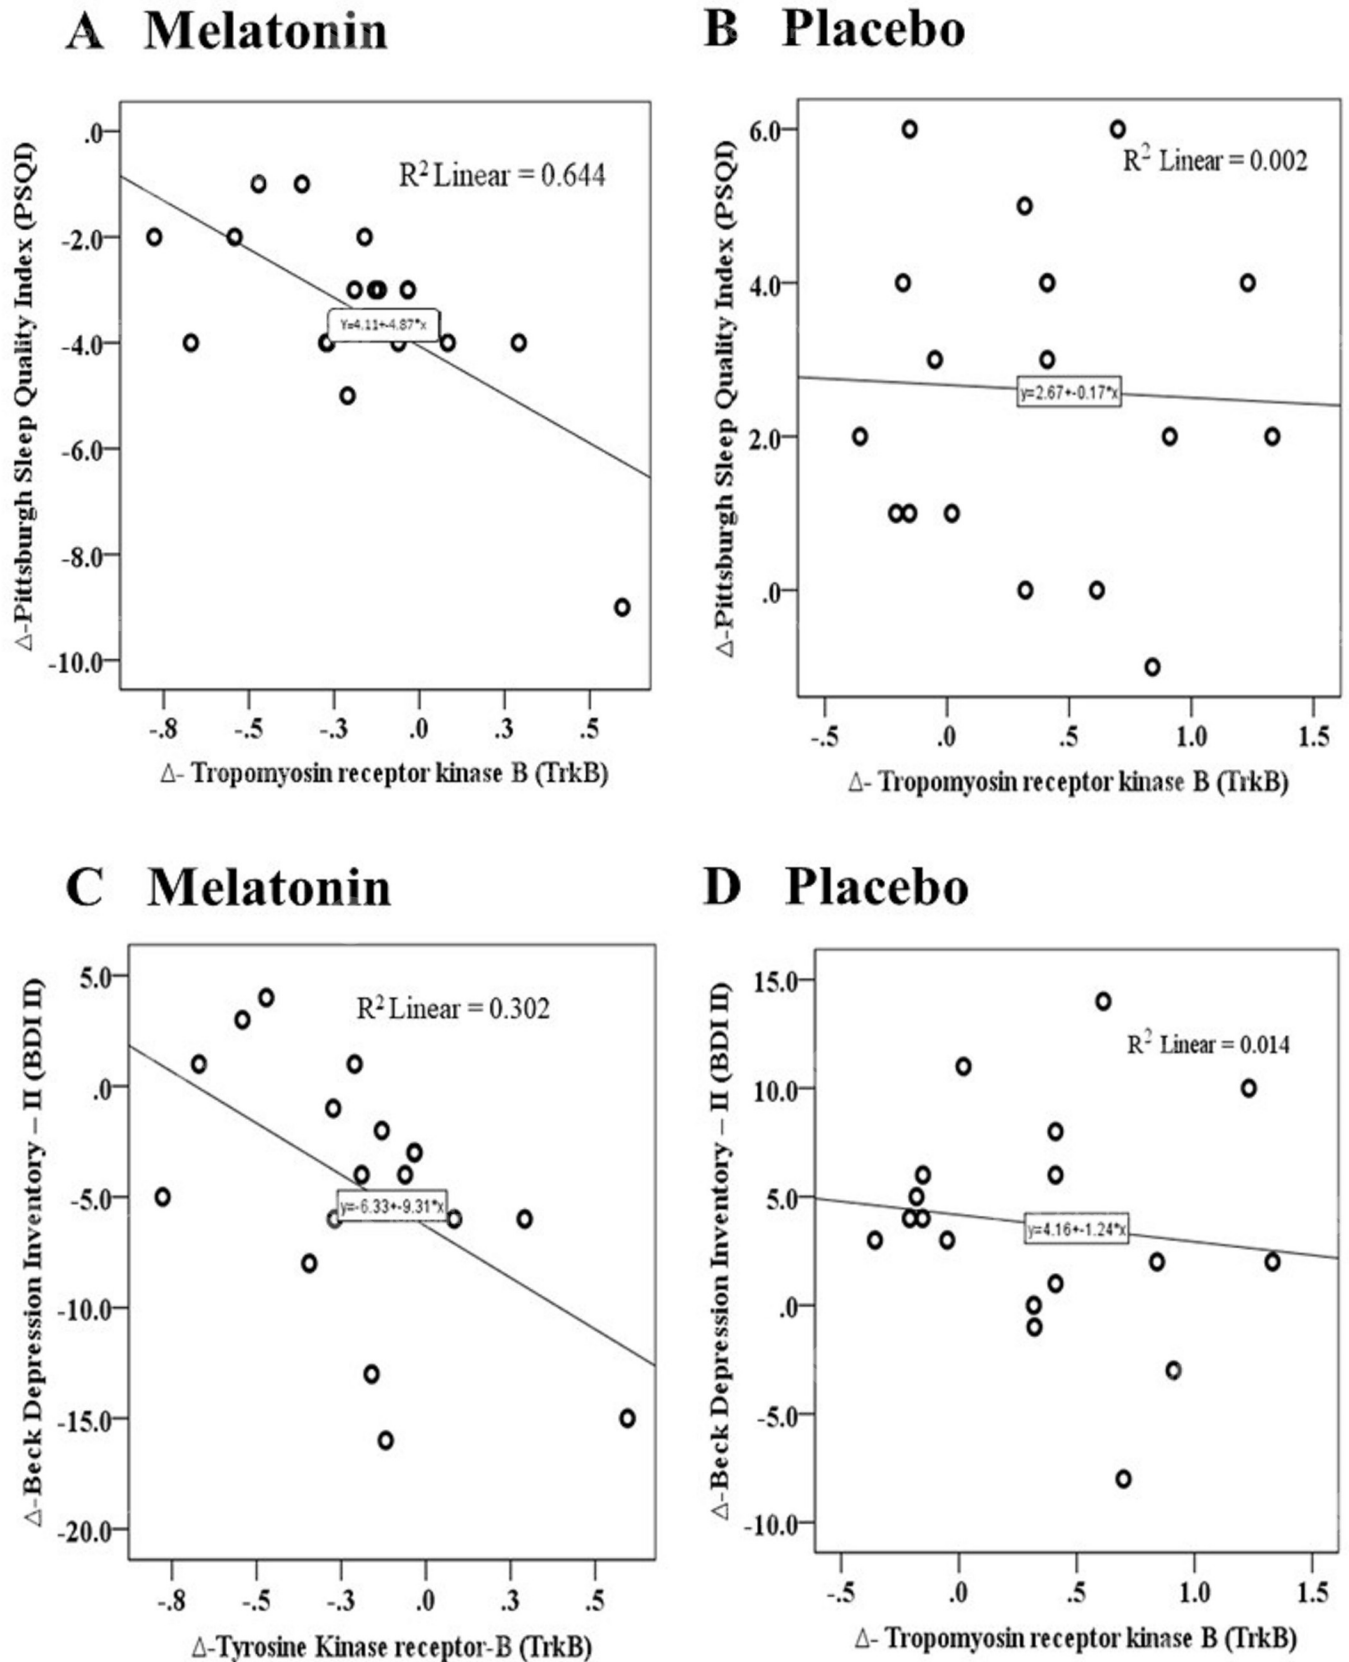 A Melatonin
B Placebo
Δ-Pittsburgh Sleep Quality Index (PSQI)
.0
-2.0
-4.0
-6.0
-8.0
-10.0
R² Linear = 0.644
Y=4.11+-4.87*x
-.8 -.5 -.3 .0 .3 .5
Δ- Tropomyosin receptor kinase B (TrkB)
Δ-Pittsburgh Sleep Quality Index (PSQI)
6.0
4.0
2.0
.0
R² Linear = 0.002
y=2.67+-0.17*x
-.5 .0 .5 1.0 1.5
Δ- Tropomyosin receptor kinase B (TrkB)
C Melatonin
D Placebo
Δ-Beck Depression Inventory – II (BDI II)
5.0
.0
-5.0
-10.0
-15.0
-20.0
R² Linear = 0.302
y=-6.33+-9.31*x
-.8 -.5 -.3 .0 .3 .5
Δ-Tyrosine Kinase receptor-B (TrkB)
Δ-Beck Depression Inventory – II (BDI II)
15.0
10.0
5.0
.0
-5.0
-10.0
R² Linear = 0.014
y=4.16+-1.24*x
-.5 .0 .5 1.0 1.5
Δ- Tropomyosin receptor kinase B (TrkB)